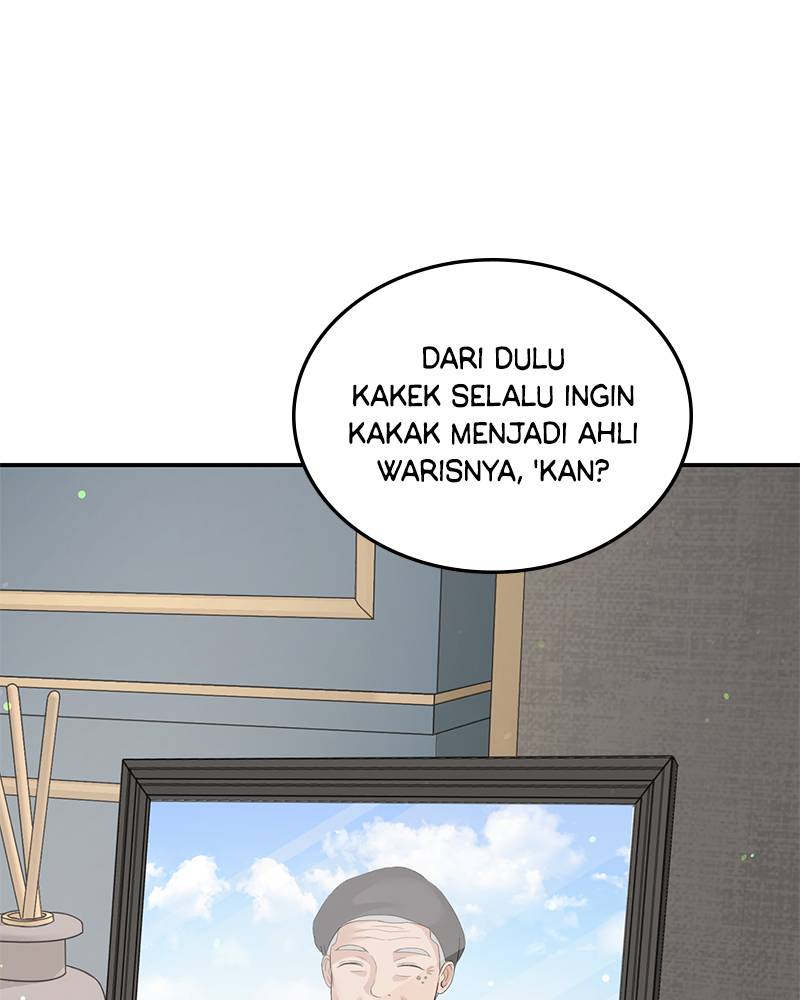 DARI DULU
KAKEK SELALU INGIN
KAKAK MENJADI AHLI
WARISNYA, 'KAN?